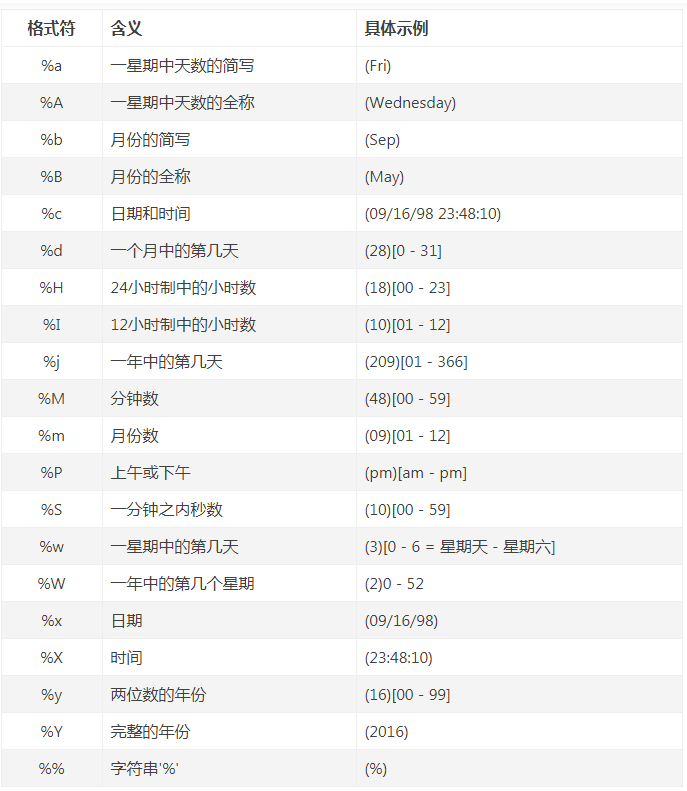 格式符 含义 具体示例
%a 一星期中天数的简写 (Fri)
%A 一星期中天数的全称 (Wednesday)
%b 月份的简写 (Sep)
%B 月份的全称 (May)
%c 日期和时间 (09/16/98 23:48:10)
%d 一个月中的第几天 (28)[0 - 31]
%H 24小时制中的小时数 (18)[00 - 23]
%I 12小时制中的小时数 (10)[01 - 12]
%j 一年中的第几天 (209)[01 - 366]
%M 分钟数 (48)[00 - 59]
%m 月份数 (09)[01 - 12]
%P 上午或下午 (pm)[am - pm]
%S 一分钟之内秒数 (10)[00 - 59]
%w 一星期中的第几天 (3)[0 - 6 = 星期天 - 星期六]
%W 一年中的第几个星期 (2)0 - 52
%x 日期 (09/16/98)
%X 时间 (23:48:10)
%y 两位数的年份 (16)[00 - 99]
%Y 完整的年份 (2016)
%% 字符串'%' (%)